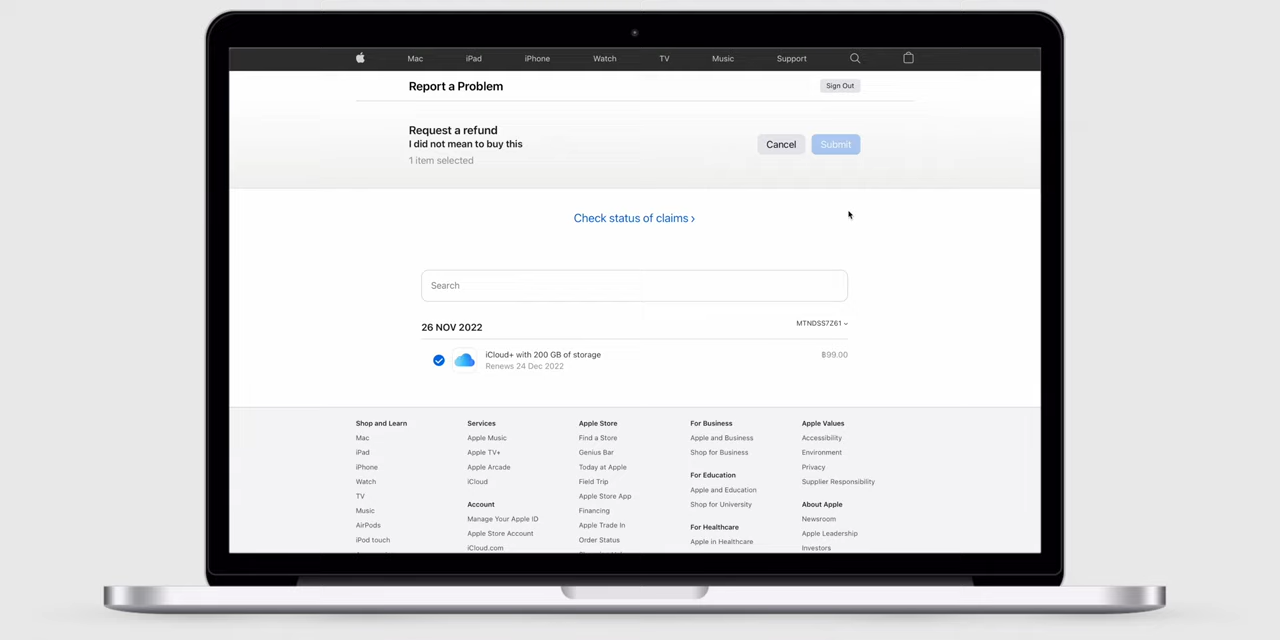 Mac iPad iPhone Watch TV Music Support
Report a Problem
Sign Out
Request a refund
I did not mean to buy this
1 item selected
Cancel Submit
Check status of claims ›
Search
26 NOV 2022
MTNDSS7Z61
iCloud+ with 200 GB of storage
฿99.00
Renews 24 Dec 2022
Shop and Learn
Mac
iPad
iPhone
Watch
TV
Music
AirPods
iPod touch
Services
Apple Music
Apple TV+
Apple Arcade
iCloud
Account
Manage Your Apple ID
Apple Store Account
iCloud.com
Apple Store
Find a Store
Genius Bar
Today at Apple
Field Trip
Apple Store App
Financing
Apple Trade In
Order Status
For Business
Apple and Business
Shop for Business
For Education
Apple and Education
Shop for University
For Healthcare
Apple in Healthcare
Apple Values
Accessibility
Environment
Privacy
Supplier Responsibility
About Apple
Newsroom
Apple Leadership
Investors